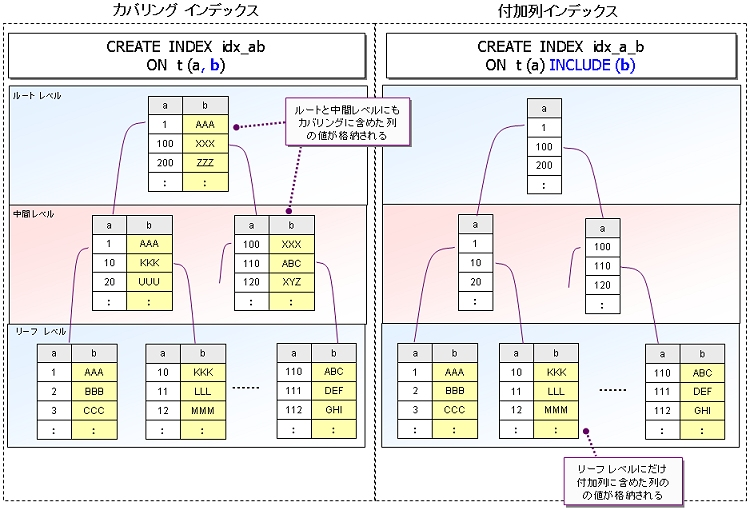 カバリング インデックス
CREATE INDEX idx_ab
ON t (a, b)
ルート レベル
a b
1 AAA
100 XXX
200 ZZZ
: :
ルートと中間レベルにも
カバリングに含めた列
の値が格納される
中間レベル
a b
1 AAA
10 KKK
20 UUU
: :
a b
100 XXX
110 ABC
120 XYZ
: :
リーフ レベル
a b
1 AAA
2 BBB
3 CCC
: :
a b
10 KKK
11 LLL
12 MMM
: :
a b
110 ABC
111 DEF
112 GHI
: :
付加列インデックス
CREATE INDEX idx_a_b
ON t (a) INCLUDE (b)
a
1
100
200
:
a
1
10
20
:
a
100
110
120
:
a b
1 AAA
2 BBB
3 CCC
: :
a b
10 KKK
11 LLL
12 MMM
: :
a b
110 ABC
111 DEF
112 GHI
: :
リーフ レベルにだけ
付加列に含めた列の
の値が格納される